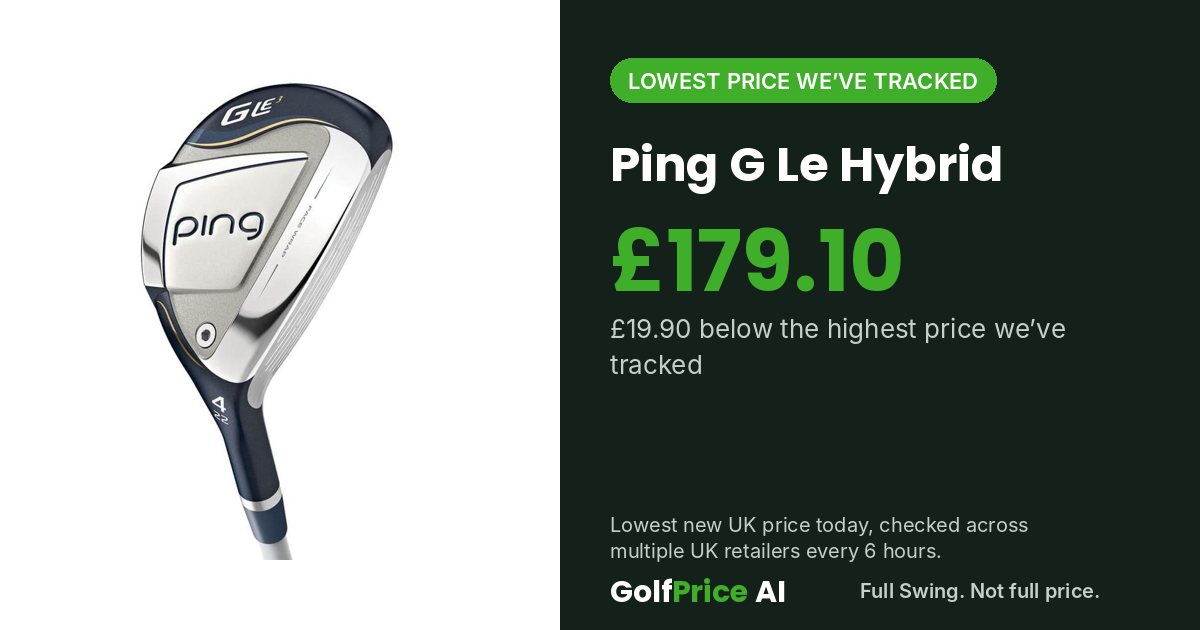 GLE3
ping
FACE WRAP
4
22
LOWEST PRICE WE’VE TRACKED
Ping G Le Hybrid
£179.10
£19.90 below the highest price we’ve
tracked
Lowest new UK price today, checked across
multiple UK retailers every 6 hours.
GolfPrice AI
Full Swing. Not full price.